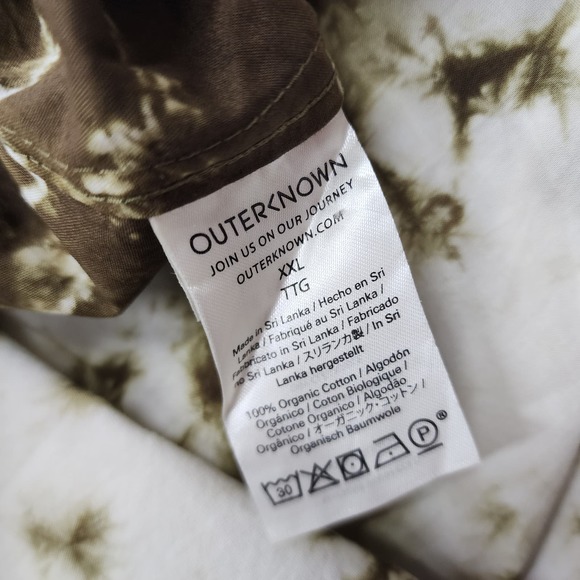 OUTERKNOWN
JOIN US ON OUR JOURNEY
OUTERKNOWN.COM
XXL
TTG
Made in Sri Lanka / Hecho en Sri
Lanka / Fabriqué au Sri Lanka /
Fabbricato in Sri Lanka / Fabricado
no Sri Lanka / スリランカ製 / In Sri
Lanka hergestellt
100% Organic Cotton / Algodón
Orgánico / Coton Biologique /
Cotone Organico / Algodão
Orgânico / オーガニック・コットン /
Organisch Baumwole
30 P ®